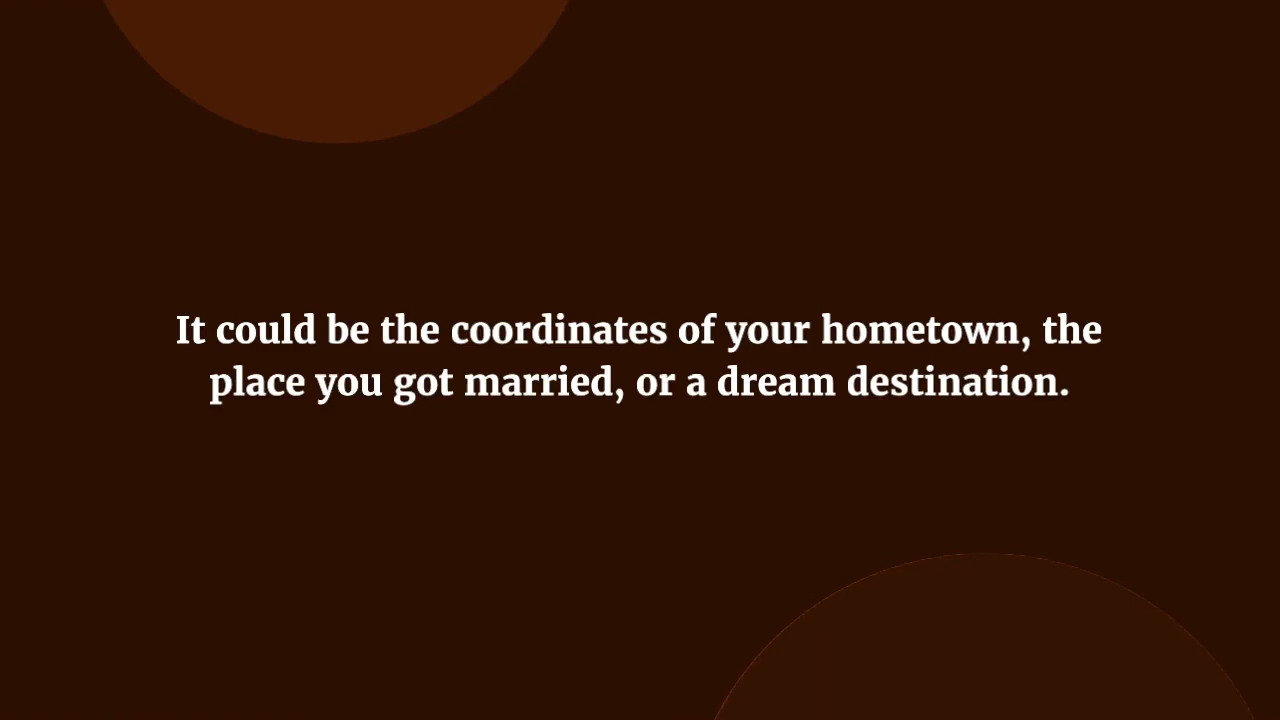 It could be the coordinates of your hometown, the
place you got married, or a dream destination.